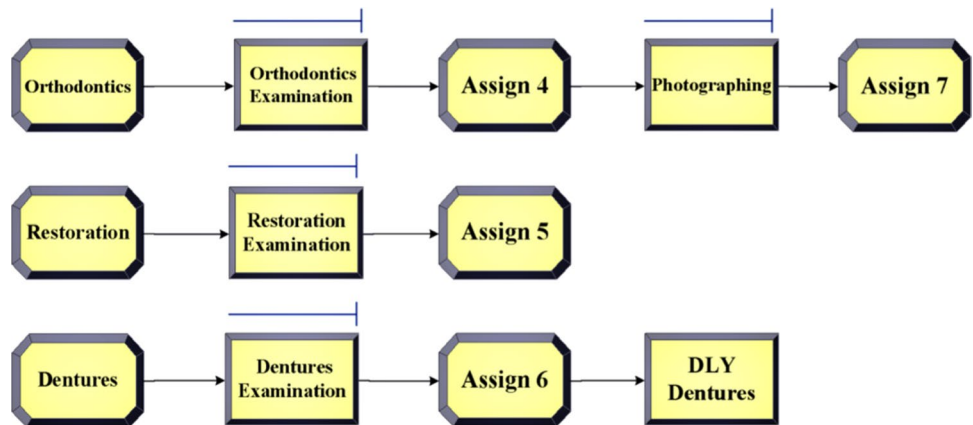 Orthodontics
Orthodontics
Examination
Assign 4
Photographing
Assign 7
Restoration
Restoration
Examination
Assign 5
Dentures
Dentures
Examination
Assign 6
DLY
Dentures